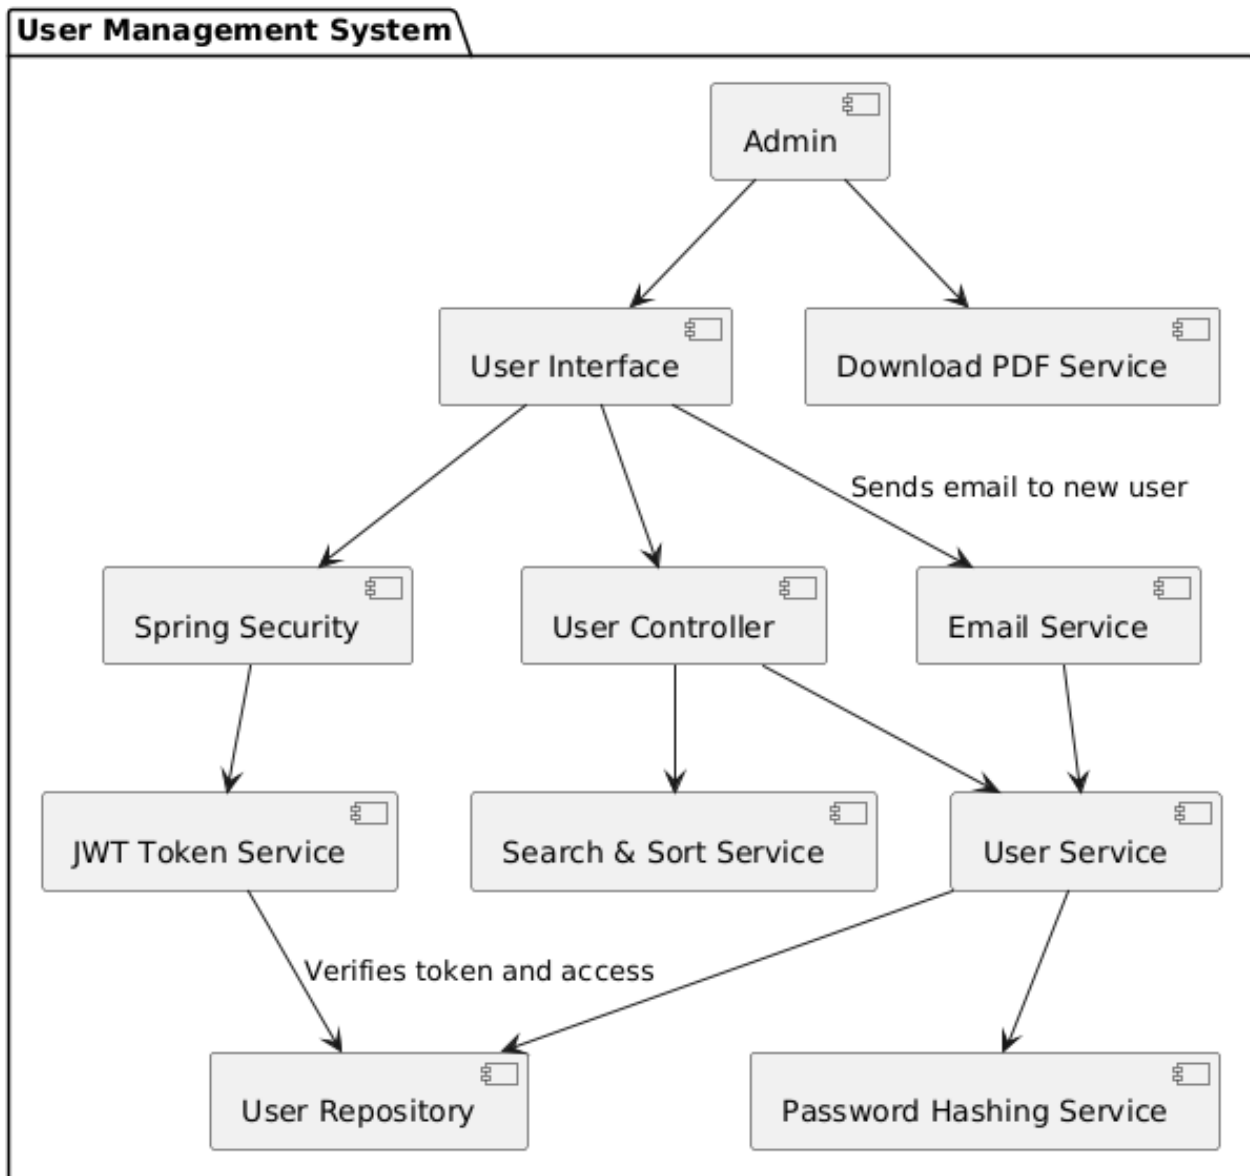 User Management System
Admin
User Interface
Download PDF Service
Sends email to new user
Spring Security
User Controller
Email Service
JWT Token Service
Search & Sort Service
User Service
Verifies token and access
User Repository
Password Hashing Service